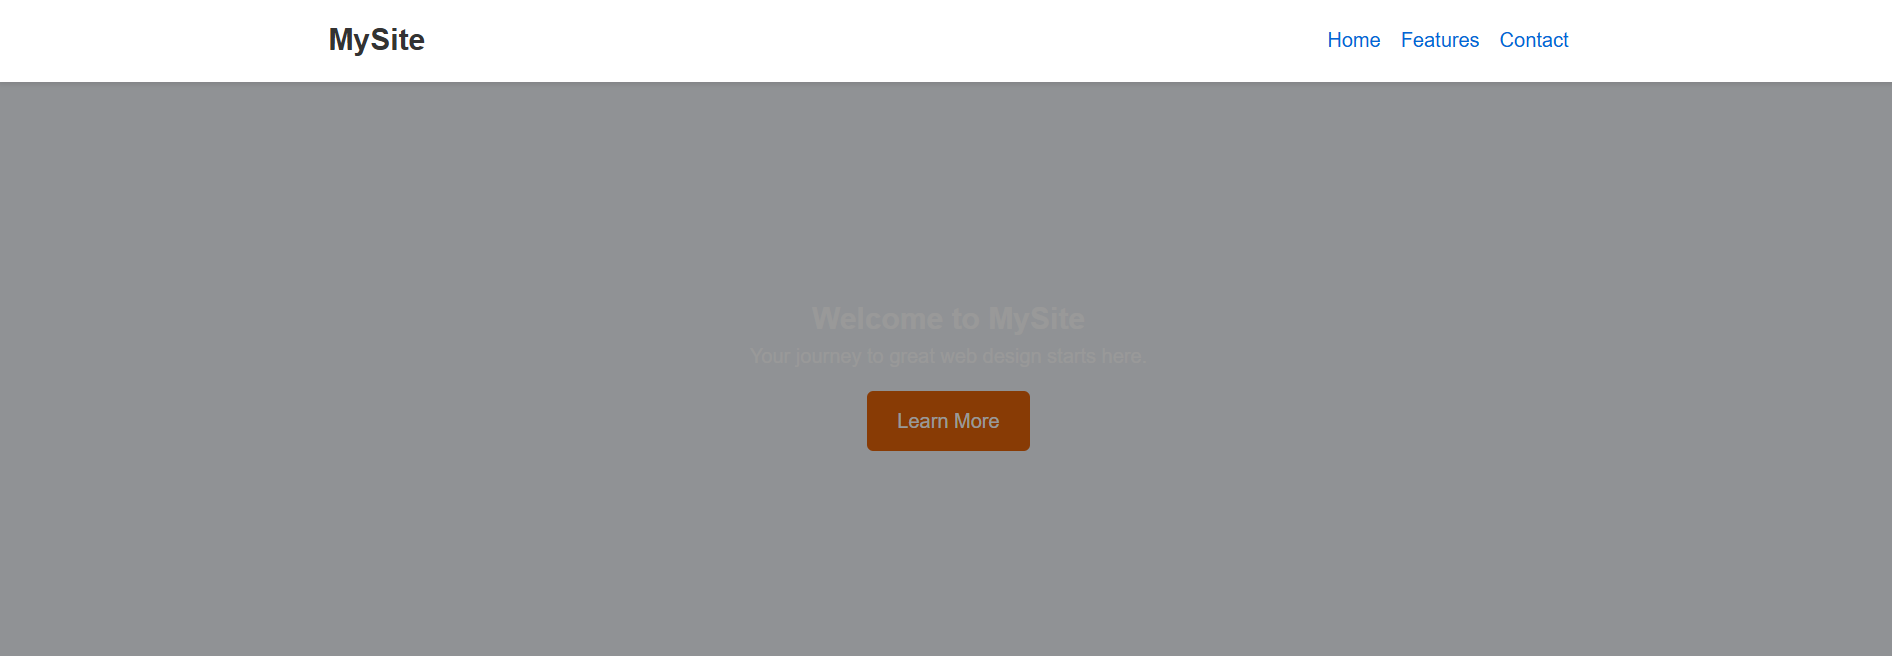 MySite
Home Features Contact
Welcome to MySite
Your journey to great web design starts here.
Learn More